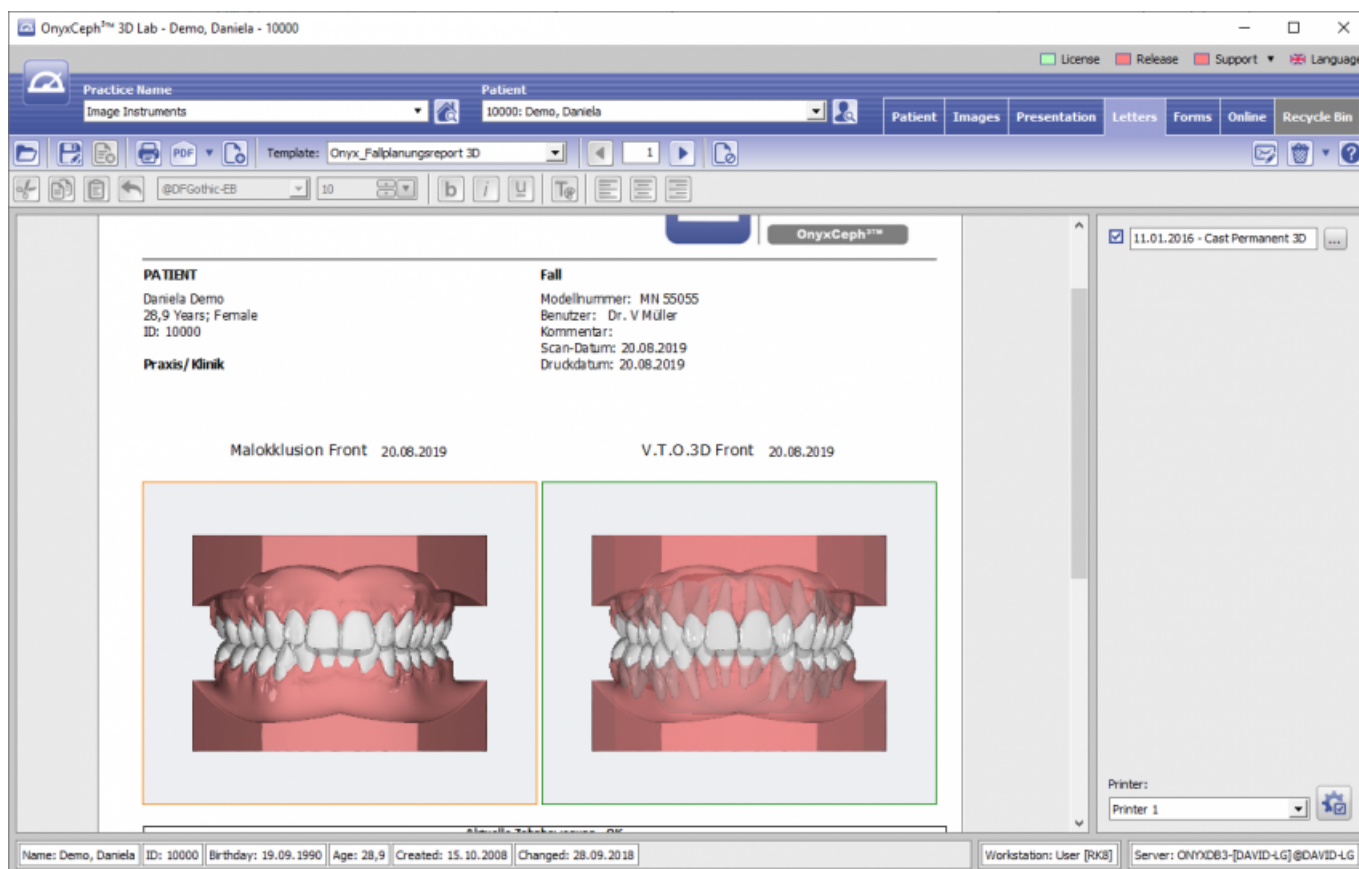 OnyxCeph³™ 3D Lab - Demo, Daniela - 10000
License Release Support Language
Practice Name Patient
Image Instruments 10000: Demo, Daniela
Patient Images Presentation Letters Forms Online Recycle Bin
PDF Template: Onyx_Fallplanungsreport 3D 1
@DFGothic-EB 10 b i U T@
OnyxCeph³™
11.01.2016 - Cast Permanent 3D ...
PATIENT Fall
Daniela Demo Modellnummer: MN 55055
28,9 Years; Female Benutzer: Dr. V Müller
ID: 10000 Kommentar:
Scan-Datum: 20.08.2019
Praxis/Klinik Druckdatum: 20.08.2019
Malokklusion Front 20.08.2019 V.T.O.3D Front 20.08.2019
Printer:
Printer 1
Name: Demo, Daniela ID: 10000 Birthday: 19.09.1990 Age: 28,9 Created: 15.10.2008 Changed: 28.09.2018 Workstation: User [RK8] Server: ONYXDB3-[DAVID-LG]@DAVID-LG